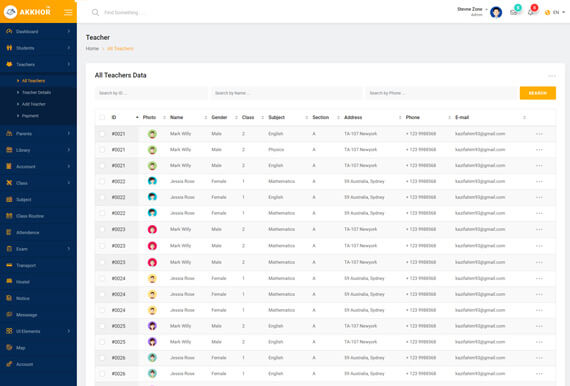 AKKHOR
Find Something . . .
Stevne Zone
Admin
8
8
EN
Dashboard
Students
Teachers
All Teachers
Teacher Details
Add Teacher
Payment
Parents
Library
Account
Class
Subject
Class Routine
Attendence
Exam
Transport
Hostel
Notice
Messeage
UI Elements
Map
Account
Teacher
Home
All Teachers
All Teachers Data
Search by ID ...
Search by Name ...
Search by Phone ...
SEARCH
ID Photo Name Gender Class Subject Section Address Phone E-mail
#0021 Mark Willy Male 2 English A TA-107 Newyork + 123 9988568 kazifahim93@gmail.com
#0021 Mark Willy Male 2 Physics A TA-107 Newyork + 123 9988568 kazifahim93@gmail.com
#0021 Mark Willy Male 2 English A TA-107 Newyork + 123 9988568 kazifahim93@gmail.com
#0022 Jessia Rose Female 1 Mathematics A 59 Australia, Sydney + 123 9988568 kazifahim93@gmail.com
#0022 Jessia Rose Female 1 English A 59 Australia, Sydney + 123 9988568 kazifahim93@gmail.com
#0022 Jessia Rose Female 1 Mathematics A 59 Australia, Sydney + 123 9988568 kazifahim93@gmail.com
#0023 Mark Willy Male 2 Mathematics A TA-107 Newyork + 123 9988568 kazifahim93@gmail.com
#0023 Mark Willy Male 2 English A TA-107 Newyork + 123 9988568 kazifahim93@gmail.com
#0023 Mark Willy Male 2 Mathematics A TA-107 Newyork + 123 9988568 kazifahim93@gmail.com
#0024 Jessia Rose Female 1 Mathematics A 59 Australia, Sydney + 123 9988568 kazifahim93@gmail.com
#0024 Jessia Rose Female 1 English A 59 Australia, Sydney + 123 9988568 kazifahim93@gmail.com
#0024 Jessia Rose Female 1 Mathematics A 59 Australia, Sydney + 123 9988568 kazifahim93@gmail.com
#0025 Mark Willy Male 2 English A TA-107 Newyork + 123 9988568 kazifahim93@gmail.com
#0025 Mark Willy Male 2 English A TA-107 Newyork + 123 9988568 kazifahim93@gmail.com
#0026 Jessia Rose Female 1 English A 59 Australia, Sydney + 123 9988568 kazifahim93@gmail.com
#0026 Jessia Rose Female 1 Mathematics A 59 Australia, Sydney + 123 9988568 kazifahim93@gmail.com